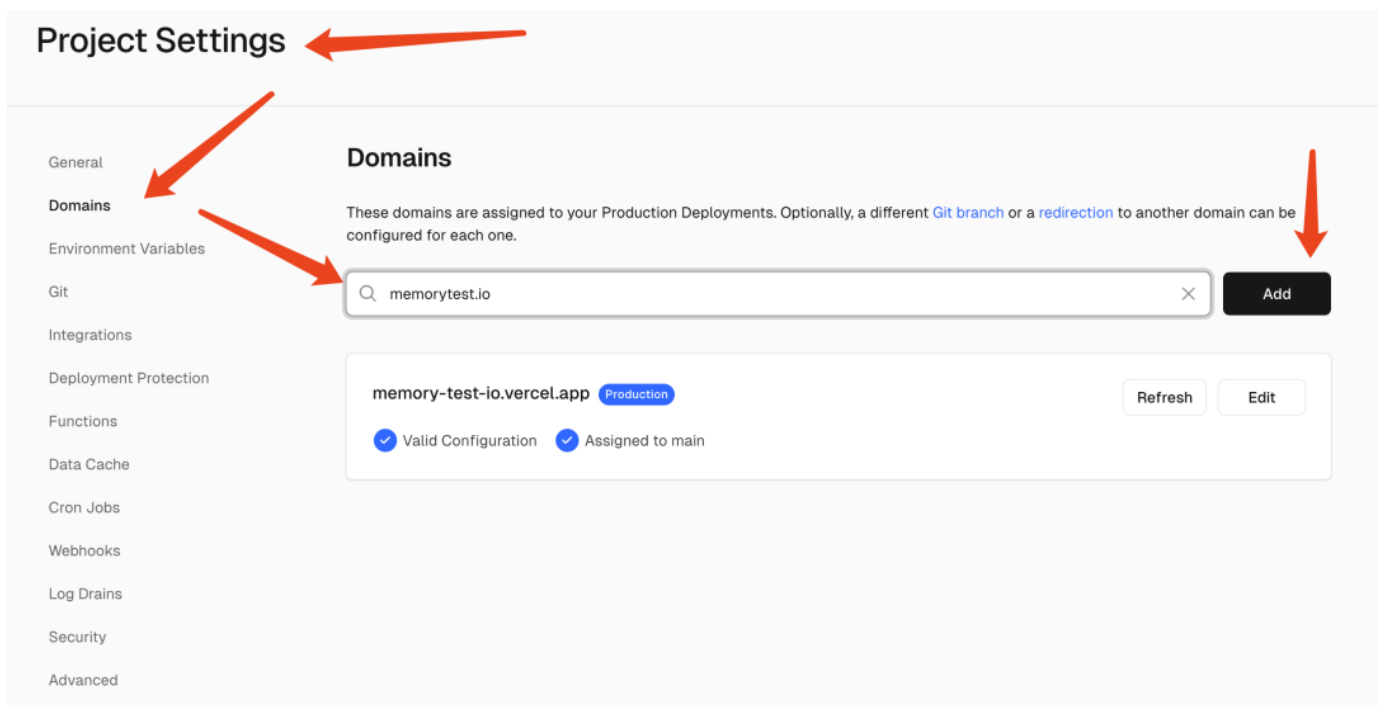 Project Settings
General
Domains
Environment Variables
Git
Integrations
Deployment Protection
Functions
Data Cache
Cron Jobs
Webhooks
Log Drains
Security
Advanced
Domains
These domains are assigned to your Production Deployments. Optionally, a different Git branch or a redirection to another domain can be
configured for each one.
memorytest.io
Add
memory-test-io.vercel.app Production
Refresh Edit
Valid Configuration Assigned to main